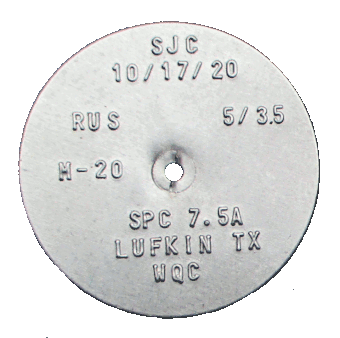 SJC
10/17/20
RUS 5/3.5
M-20
SPC 7.5A
LUFKIN TX
WQC